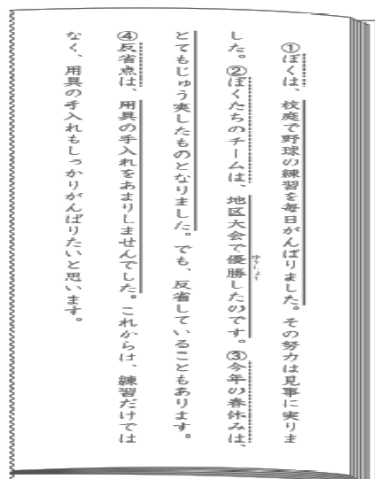 ①ぼくは、校庭で野球の練習を毎日がんばりました。その努力は見事に実りま
した。②ぼくたちのチームは、地区大会で優勝したのです。③今年の春休みは、
ゆうしょう
とてもじゅう実したものとなりました。でも、反省していることもあります。
④反省点は、用具の手入れをあまりしませんでした。これからは、練習だけでは
なく、用具の手入れもしっかりがんばりたいと思います。